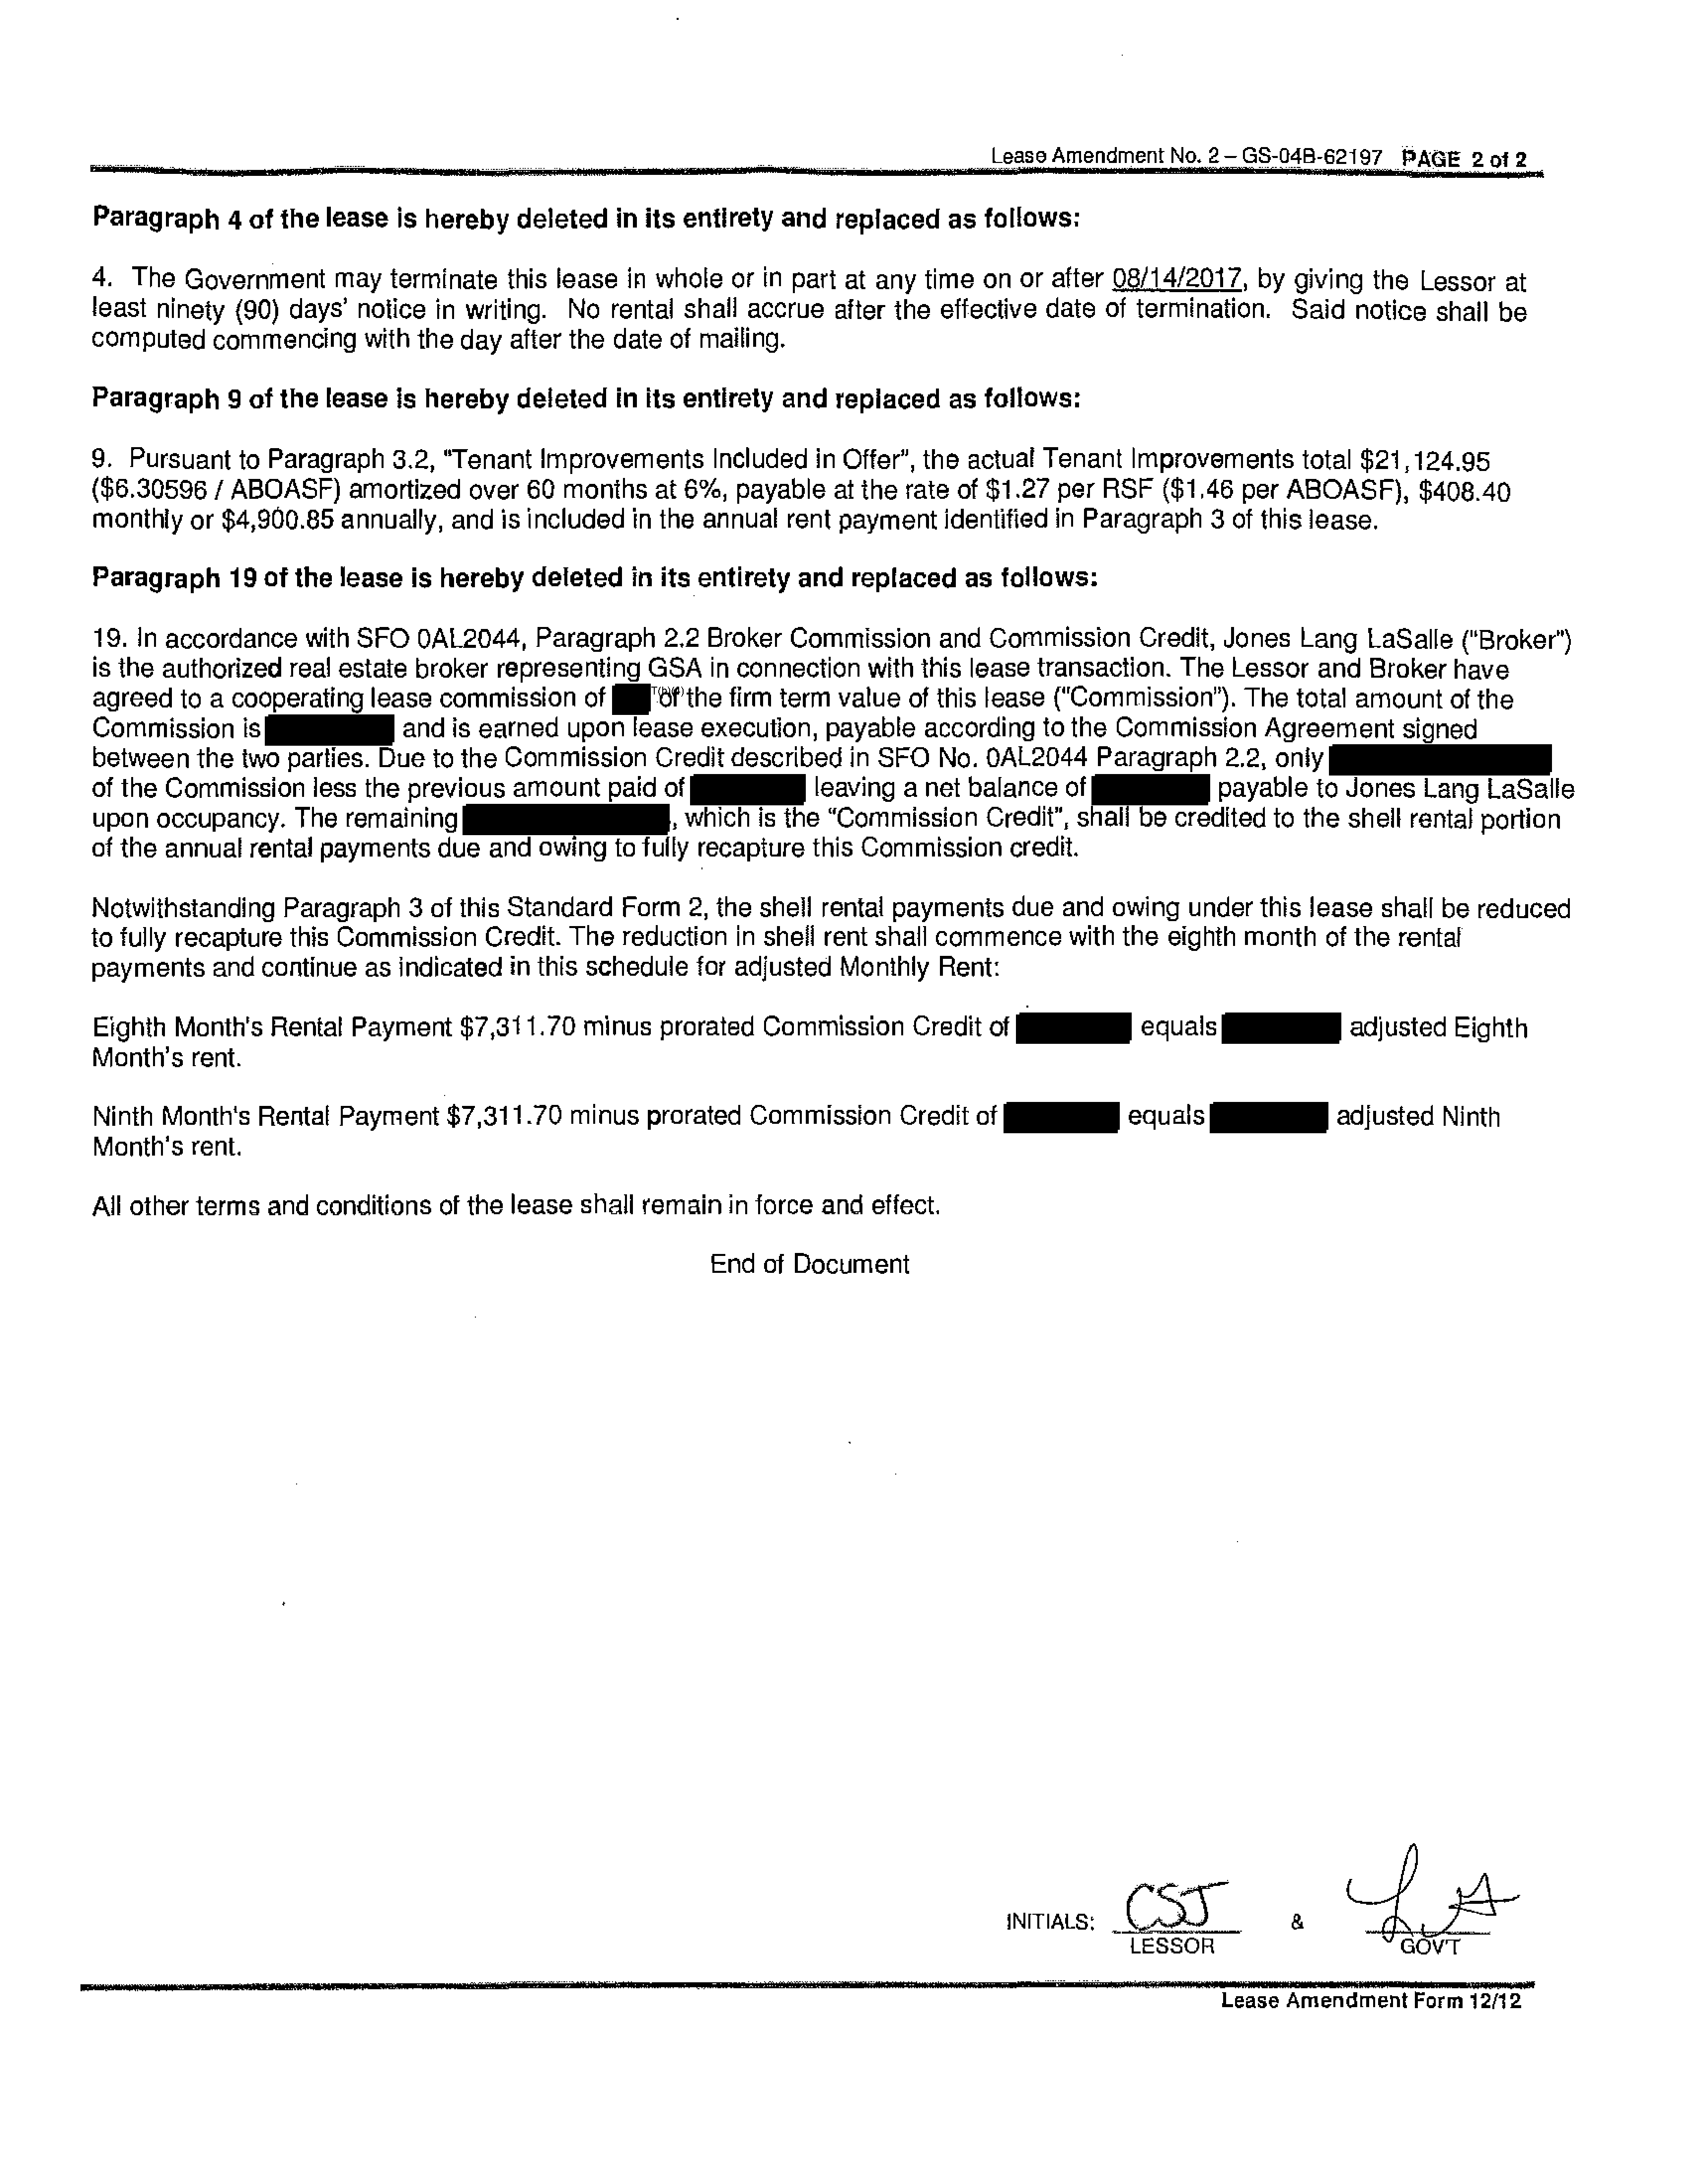 Lease Amendment No. 2 – GS-04B-62197 PAGE 2 of 2
Paragraph 4 of the lease is hereby deleted in its entirety and replaced as follows:
4. The Government may terminate this lease in whole or in part at any time on or after 08/14/2017, by giving the Lessor at
least ninety (90) days' notice in writing. No rental shall accrue after the effective date of termination. Said notice shall be
computed commencing with the day after the date of mailing.
Paragraph 9 of the lease is hereby deleted in its entirety and replaced as follows:
9. Pursuant to Paragraph 3.2, "Tenant Improvements Included in Offer", the actual Tenant Improvements total $21,124.95
($6.30596 / ABOASF) amortized over 60 months at 6%, payable at the rate of $1.27 per RSF ($1.46 per ABOASF), $408.40
monthly or $4,900.85 annually, and is included in the annual rent payment identified in Paragraph 3 of this lease.
Paragraph 19 of the lease is hereby deleted in its entirety and replaced as follows:
19. In accordance with SFO 0AL2044, Paragraph 2.2 Broker Commission and Commission Credit, Jones Lang LaSalle ("Broker")
is the authorized real estate broker representing GSA in connection with this lease transaction. The Lessor and Broker have
agreed to a cooperating lease commission of of the firm term value of this lease ("Commission"). The total amount of the
Commission is and is earned upon lease execution, payable according to the Commission Agreement signed
between the two parties. Due to the Commission Credit described in SFO No. 0AL2044 Paragraph 2.2, only
of the Commission less the previous amount paid of leaving a net balance of payable to Jones Lang LaSalle
upon occupancy. The remaining , which is the "Commission Credit", shall be credited to the shell rental portion
of the annual rental payments due and owing to fully recapture this Commission credit.
Notwithstanding Paragraph 3 of this Standard Form 2, the shell rental payments due and owing under this lease shall be reduced
to fully recapture this Commission Credit. The reduction in shell rent shall commence with the eighth month of the rental
payments and continue as indicated in this schedule for adjusted Monthly Rent:
Eighth Month's Rental Payment $7,311.70 minus prorated Commission Credit of equals adjusted Eighth
Month's rent.
Ninth Month's Rental Payment $7,311.70 minus prorated Commission Credit of equals adjusted Ninth
Month's rent.
All other terms and conditions of the lease shall remain in force and effect.
End of Document
INITIALS: CSJ &
LESSOR GOV'T
Lease Amendment Form 12/12